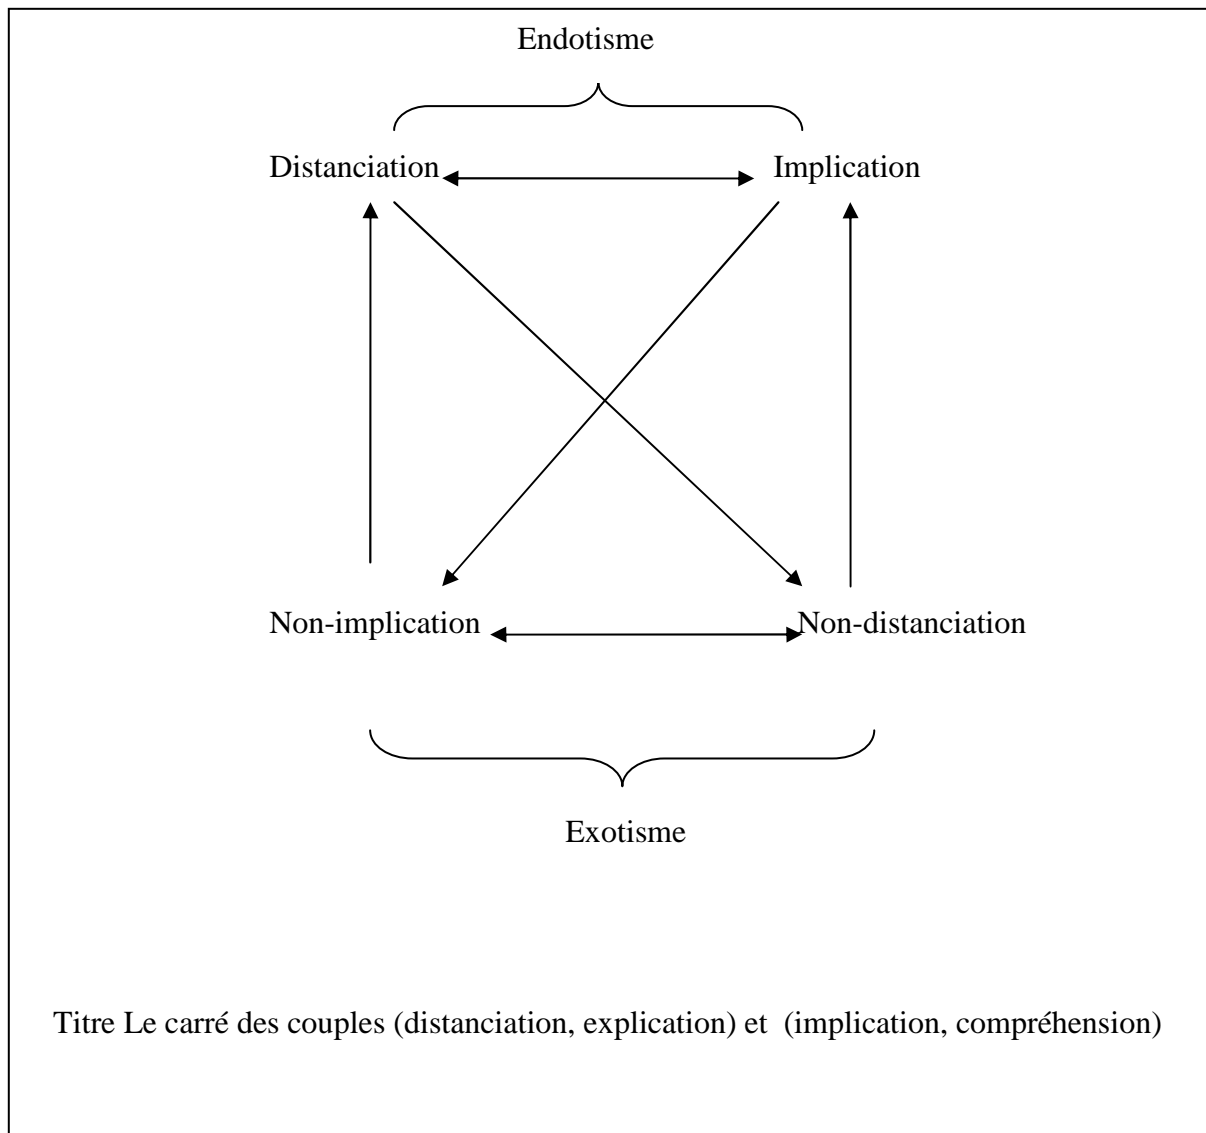 Endotisme
Distanciation Implication
Non-implication Non-distanciation
Exotisme
Titre Le carré des couples (distanciation, explication) et (implication, compréhension)